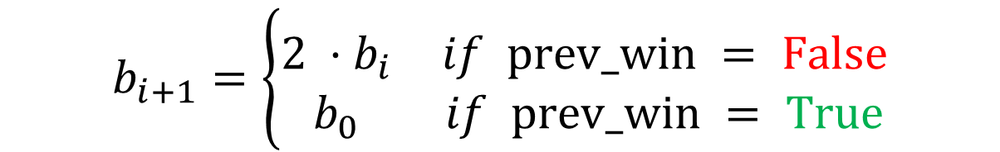 b_{i+1} = { 2 · b_i if prev_win = False
b_0 if prev_win = True